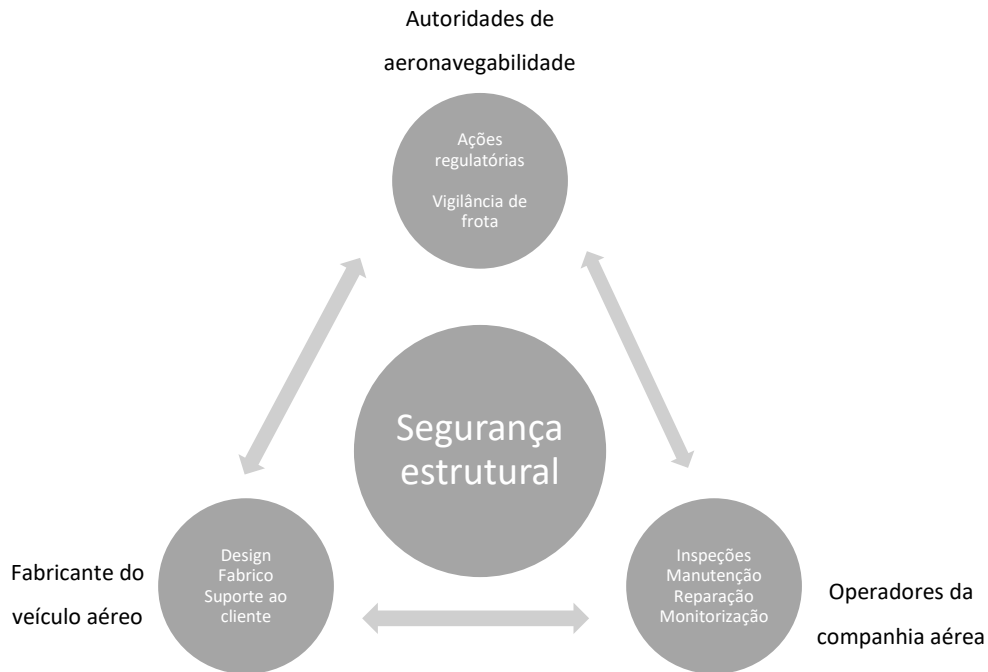 Autoridades de
aeronavegabilidade
Ações
regulatórias
Vigilância de
frota
Segurança
estrutural
Fabricante do
veículo aéreo
Design
Fabrico
Suporte ao
cliente
Inspeções
Manutenção
Reparação
Monitorização
Operadores da
companhia aérea